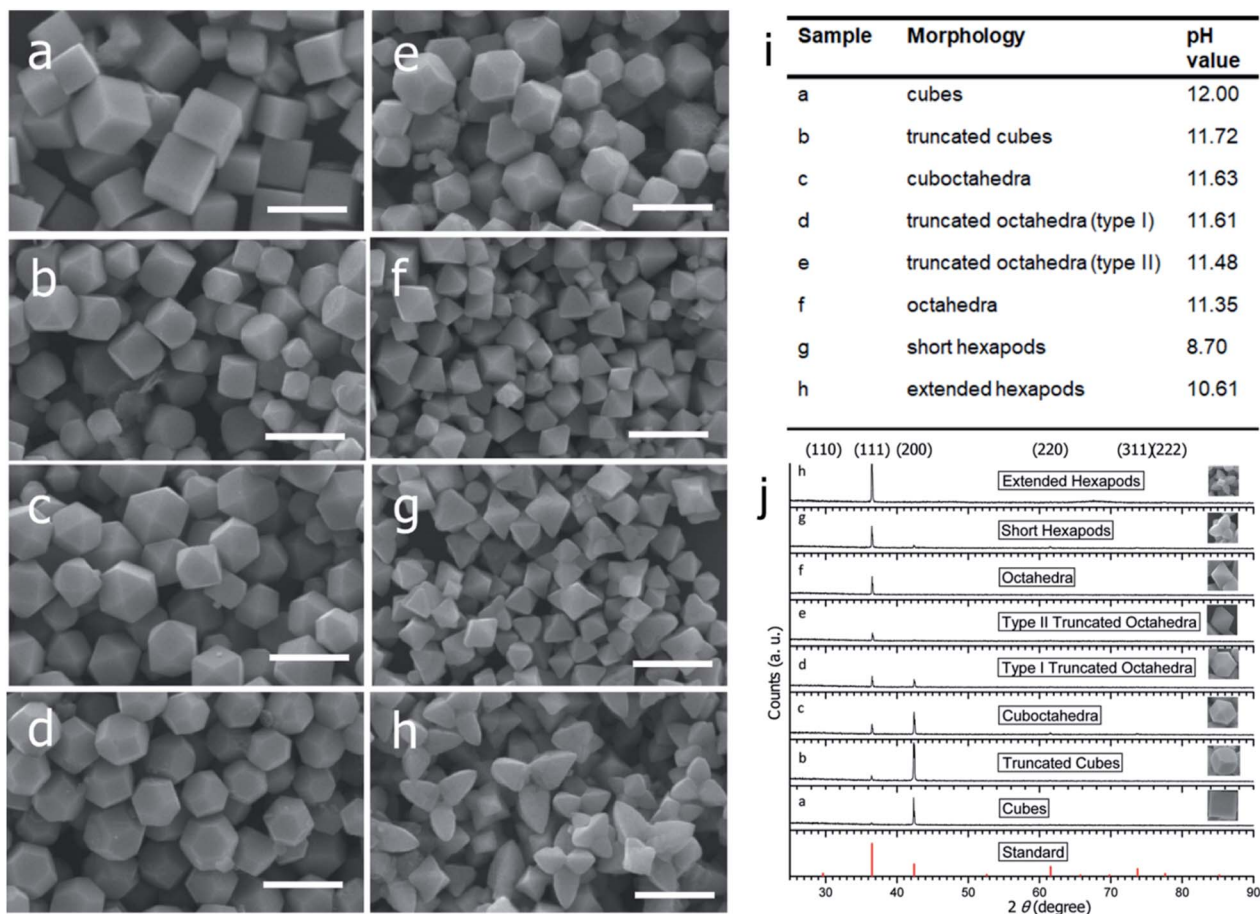 a
b
c
d
e
f
g
h
i
Sample Morphology pH value
a cubes 12.00
b truncated cubes 11.72
c cuboctahedra 11.63
d truncated octahedra (type I) 11.61
e truncated octahedra (type II) 11.48
f octahedra 11.35
g short hexapods 8.70
h extended hexapods 10.61
j
(110) (111) (200) (220) (311) (222)
h Extended Hexapods
g Short Hexapods
f Octahedra
e Type II Truncated Octahedra
d Type I Truncated Octahedra
c Cuboctahedra
b Truncated Cubes
a Cubes
Standard
Counts (a. u.)
30 40 50 60 70 80 90
2 θ (degree)